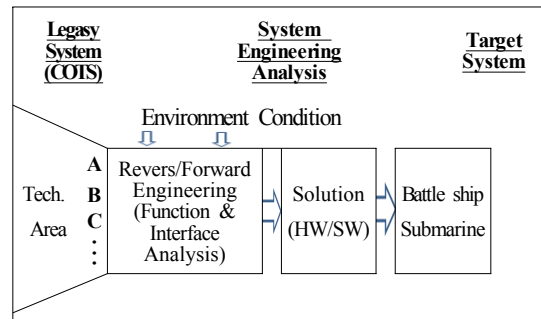 Legasy
System
(COTS)
System
Engineering
Analysis
Target
System
Environment Condition
Tech.
Area
A
B
C
Revers/Forward
Engineering
(Function &
Interface
Analysis)
Solution
(HW/SW)
Battle ship
Submarine